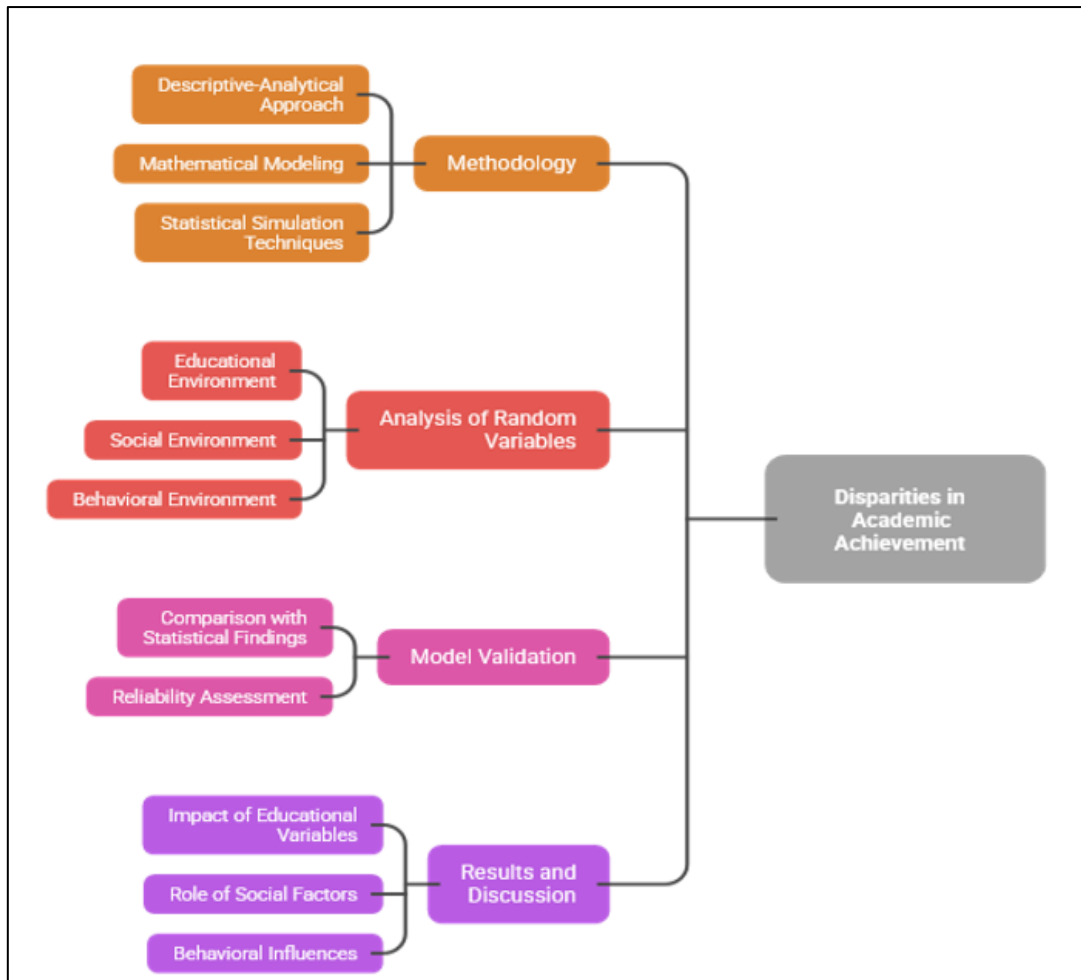 Descriptive-Analytical
Approach
Mathematical Modeling
Statistical Simulation
Techniques
Methodology
Educational
Environment
Social Environment
Behavioral Environment
Analysis of Random
Variables
Disparities in
Academic
Achievement
Comparison with
Statistical Findings
Reliability Assessment
Model Validation
Impact of Educational
Variables
Role of Social Factors
Behavioral Influences
Results and
Discussion